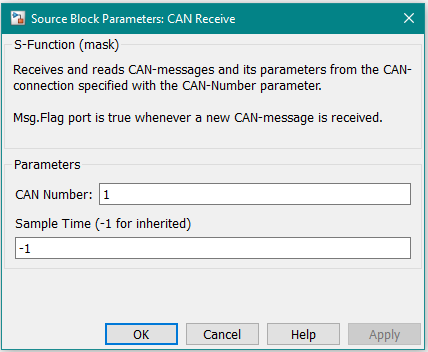 Source Block Parameters: CAN Receive
S-Function (mask)
Receives and reads CAN-messages and its parameters from the CAN-
connection specified with the CAN-Number parameter.
Msg.Flag port is true whenever a new CAN-message is received.
Parameters
CAN Number: 1
Sample Time (-1 for inherited)
-1
OK Cancel Help Apply